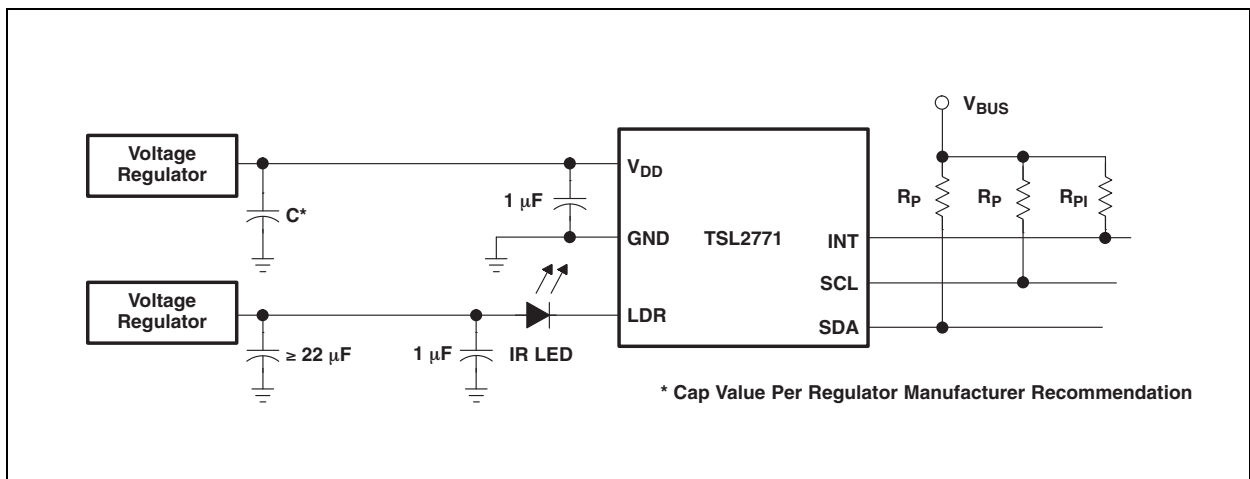 V_BUS
Voltage
Regulator
V_DD
R_P
R_P
R_PI
C*
1 μF
GND
TSL2771
INT
SCL
Voltage
Regulator
LDR
SDA
≥ 22 μF
1 μF
IR LED
* Cap Value Per Regulator Manufacturer Recommendation